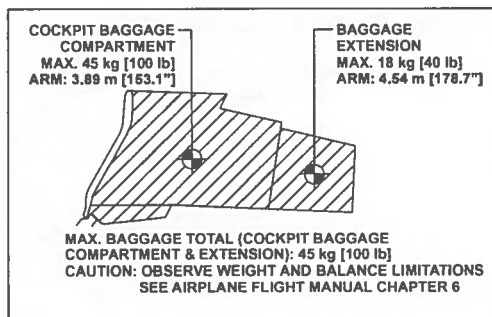 COCKPIT BAGGAGE
COMPARTMENT
MAX. 45 kg [100 lb]
ARM: 3.89 m [153.1"]
BAGGAGE
EXTENSION
MAX. 18 kg [40 lb]
ARM: 4.54 m [178.7"]
MAX. BAGGAGE TOTAL (COCKPIT BAGGAGE
COMPARTMENT & EXTENSION): 45 kg [100 lb]
CAUTION: OBSERVE WEIGHT AND BALANCE LIMITATIONS
SEE AIRPLANE FLIGHT MANUAL CHAPTER 6